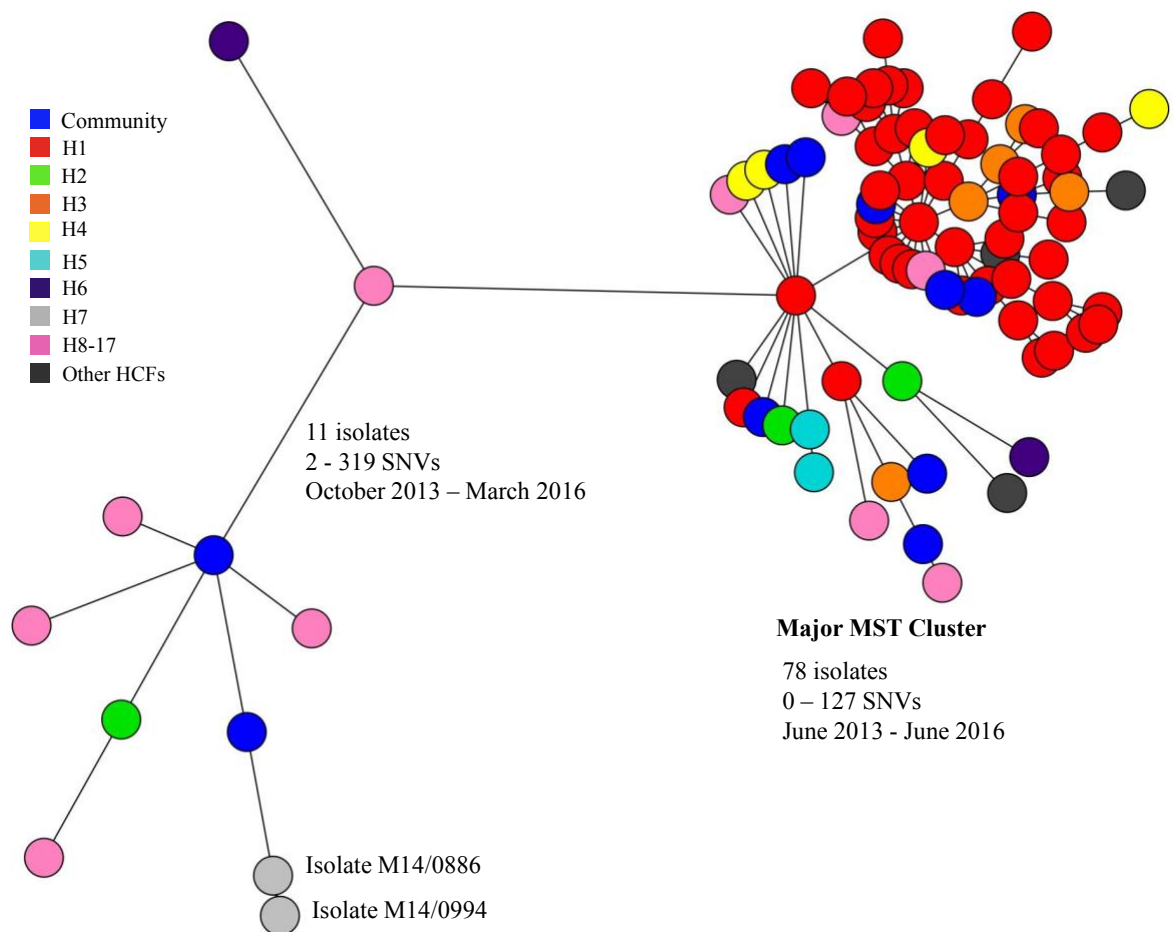 Community
H1
H2
H3
H4
H5
H6
H7
H8-17
Other HCFs
11 isolates
2 - 319 SNVs
October 2013 – March 2016
Major MST Cluster
78 isolates
0 – 127 SNVs
June 2013 - June 2016
Isolate M14/0886
Isolate M14/0994